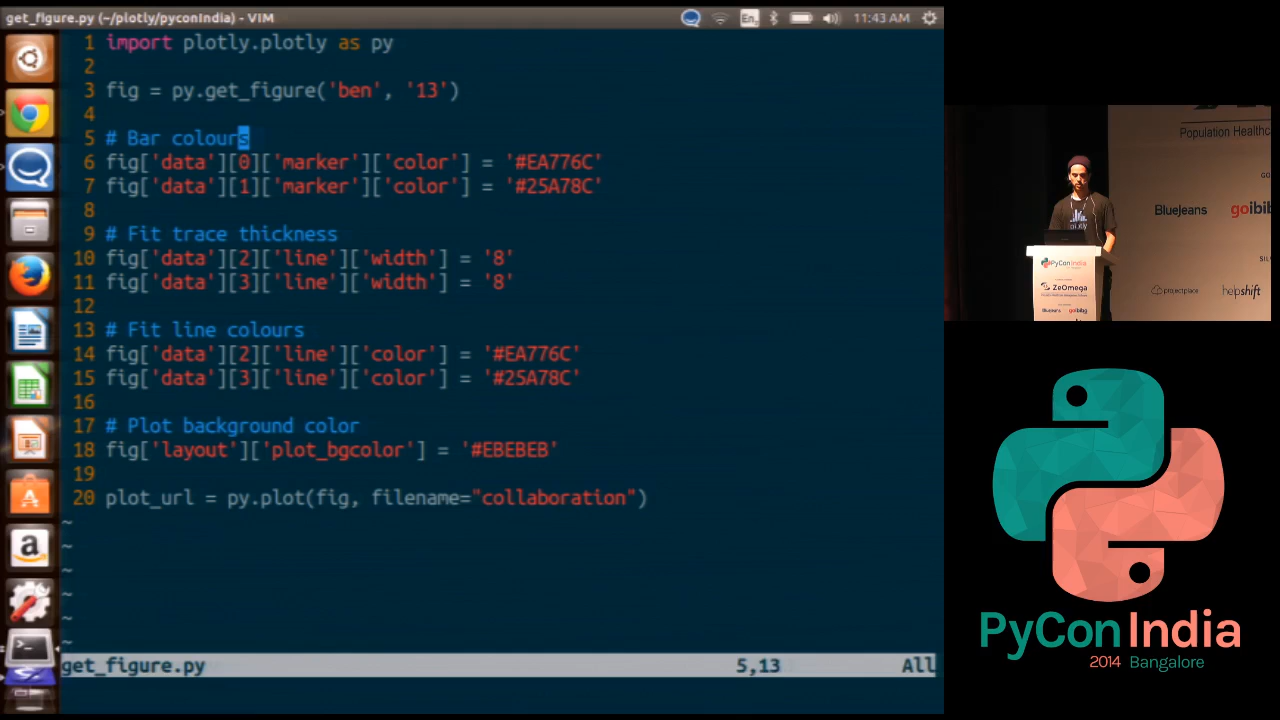 get_figure.py (~/plotly/pyconIndia) - VIM
En
11:43 AM
1 import plotly.plotly as py
2
3 fig = py.get_figure('ben', '13')
4
5 # Bar colours
6 fig['data'][0]['marker']['color'] = '#EA776C'
7 fig['data'][1]['marker']['color'] = '#25A78C'
8
9 # Fit trace thickness
10 fig['data'][2]['line']['width'] = '8'
11 fig['data'][3]['line']['width'] = '8'
12
13 # Fit line colours
14 fig['data'][2]['line']['color'] = '#EA776C'
15 fig['data'][3]['line']['color'] = '#25A78C'
16
17 # Plot background color
18 fig['layout']['plot_bgcolor'] = '#EBEBEB'
19
20 plot_url = py.plot(fig, filename="collaboration")
~
~
~
~
~
~
get_figure.py 5,13 All
Population Healthc
BlueJeans
goibib
projectplace
helpshift
PyConIndia
ZeOmega
PyCon India
2014 Bangalore